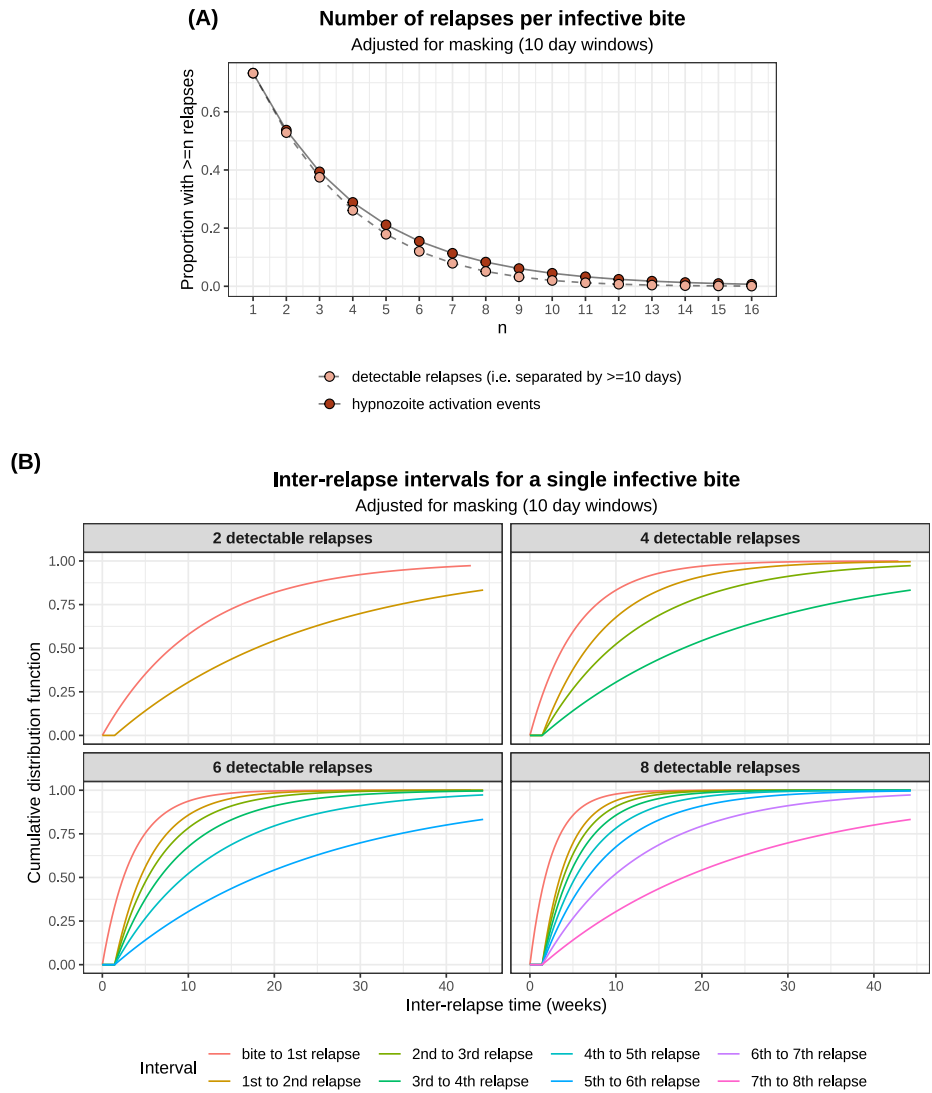 (A)
Number of relapses per infective bite
Adjusted for masking (10 day windows)
Proportion with >=n relapses
0.6
0.4
0.2
0.0
1 2 3 4 5 6 7 8 9 10 11 12 13 14 15 16
n
detectable relapses (i.e. separated by >=10 days)
hypnozoite activation events
(B)
Inter-relapse intervals for a single infective bite
Adjusted for masking (10 day windows)
Cumulative distribution function
2 detectable relapses
4 detectable relapses
1.00
0.75
0.50
0.25
0.00
6 detectable relapses
8 detectable relapses
1.00
0.75
0.50
0.25
0.00
0 10 20 30 40 0 10 20 30 40
Inter-relapse time (weeks)
Interval
bite to 1st relapse 2nd to 3rd relapse 4th to 5th relapse 6th to 7th relapse
1st to 2nd relapse 3rd to 4th relapse 5th to 6th relapse 7th to 8th relapse